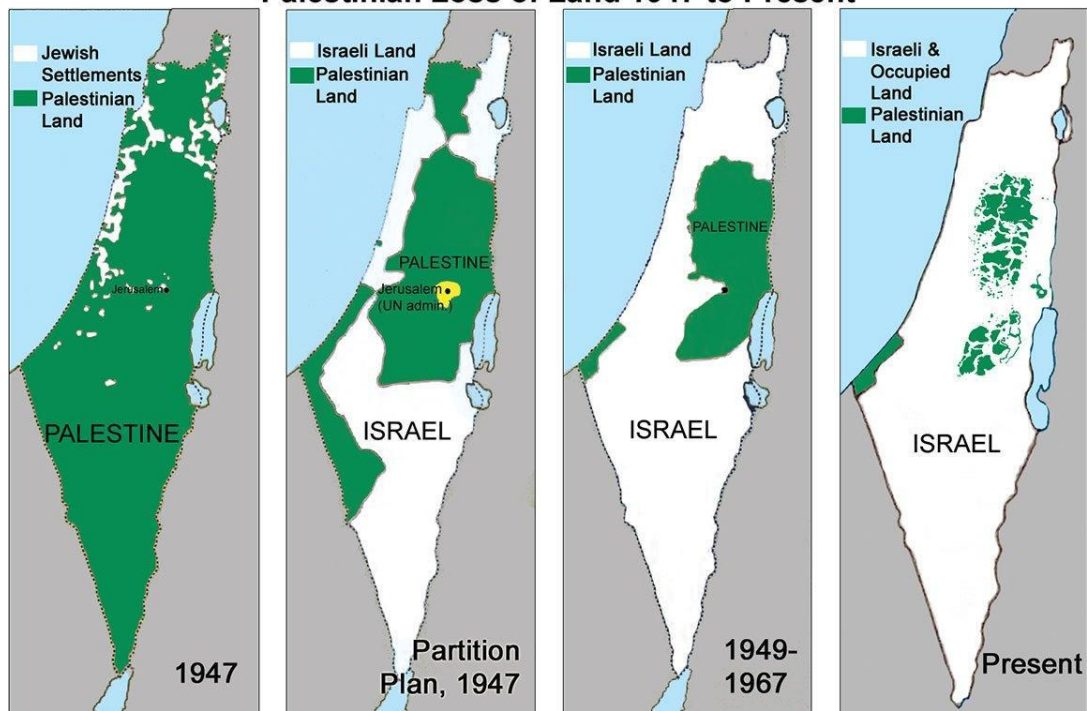 Palestinian Loss of Land 1947 to Present
Jewish
Settlements
Palestinian
Land
Jerusalem
PALESTINE
1947
Israeli Land
Palestinian
Land
PALESTINE
Jerusalem
(UN admin.)
ISRAEL
Partition
Plan, 1947
Israeli Land
Palestinian
Land
PALESTINE
ISRAEL
1949-
1967
Israeli &
Occupied
Land
Palestinian
Land
ISRAEL
Present